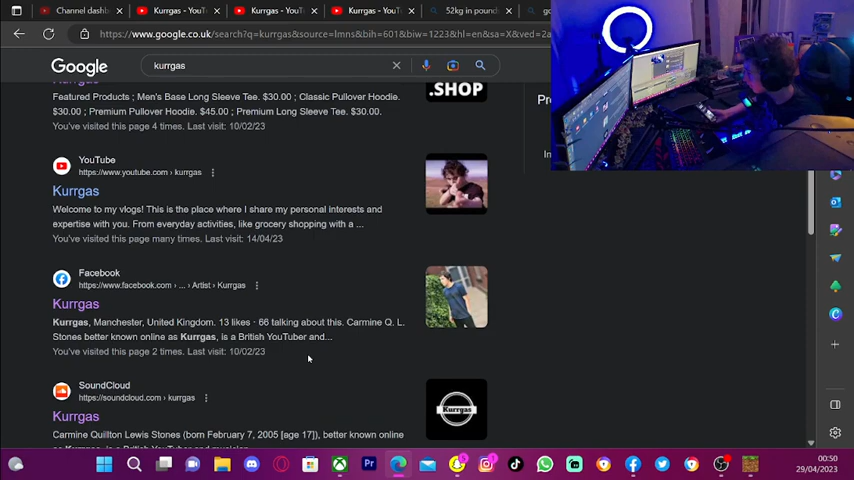 Channel dashb
Kurrgas - YouT
Kurrgas - YouT
Kurrgas - YouT
52kg in pound
https://www.google.co.uk/search?q=kurrgas&source=lmns&bih=601&biw=1223&hl=en&sa=X&ved=2a
Google
kurrgas
Featured Products ; Men's Base Long Sleeve Tee. $30.00 ; Classic Pullover Hoodie.
$30.00 ; Premium Pullover Hoodie. $45.00 ; Premium Long Sleeve Tee. $30.00.
You've visited this page 4 times. Last visit: 10/02/23
.SHOP
YouTube
https://www.youtube.com › kurrgas
Kurrgas
Welcome to my vlogs! This is the place where I share my personal interests and
expertise with you. From everyday activities, like grocery shopping with a ...
You've visited this page many times. Last visit: 14/04/23
Facebook
https://www.facebook.com › ... › Artist › Kurrgas
Kurrgas
Kurrgas, Manchester, United Kingdom. 13 likes · 66 talking about this. Carmine Q. L.
Stones better known online as Kurrgas, is a British YouTuber and...
You've visited this page 2 times. Last visit: 10/02/23
SoundCloud
https://soundcloud.com › kurrgas
Kurrgas
Kurrgas
Carmine Quillton Lewis Stones (born February 7, 2005 [age 17]), better known online
00:50
29/04/2023